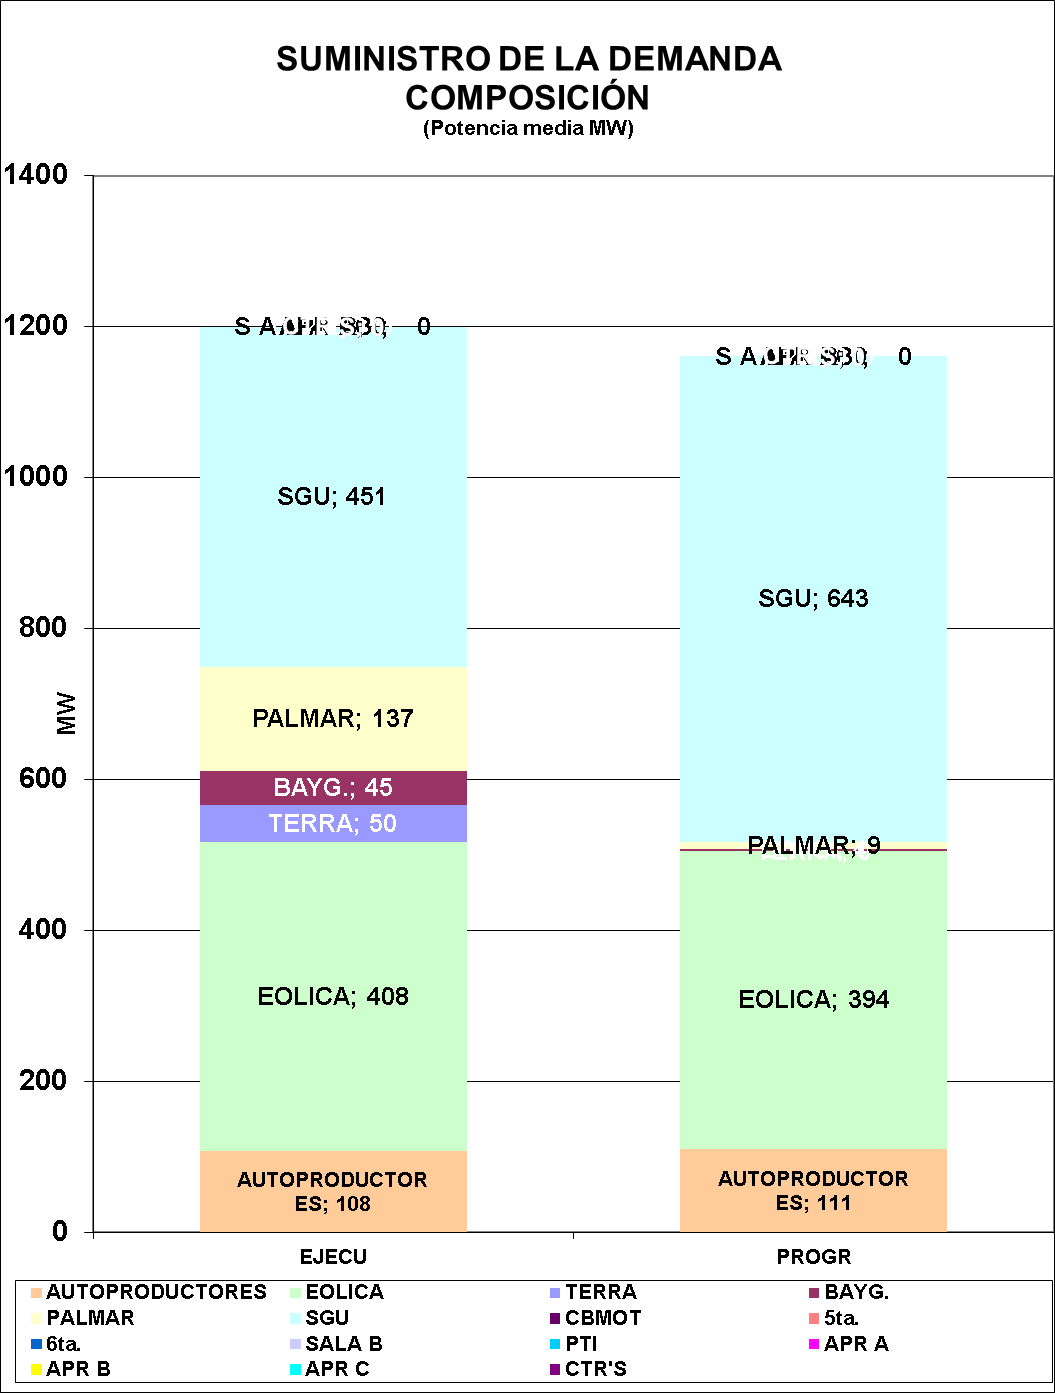 SUMINISTRO DE LA DEMANDA
COMPOSICIÓN
(Potencia media MW)
1400
1200
1000
800
600
400
200
0
MW
0
SGU; 451
PALMAR; 137
BAYG.; 45
TERRA; 50
EOLICA; 408
AUTOPRODUCTOR
ES; 108
0
SGU; 643
PALMAR; 9
EOLICA; 394
AUTOPRODUCTOR
ES; 111
EJECU PROGR
AUTOPRODUCTORES EOLICA TERRA BAYG.
PALMAR SGU CBMOT 5ta.
6ta. SALA B PTI APR A
APR B APR C CTR'S